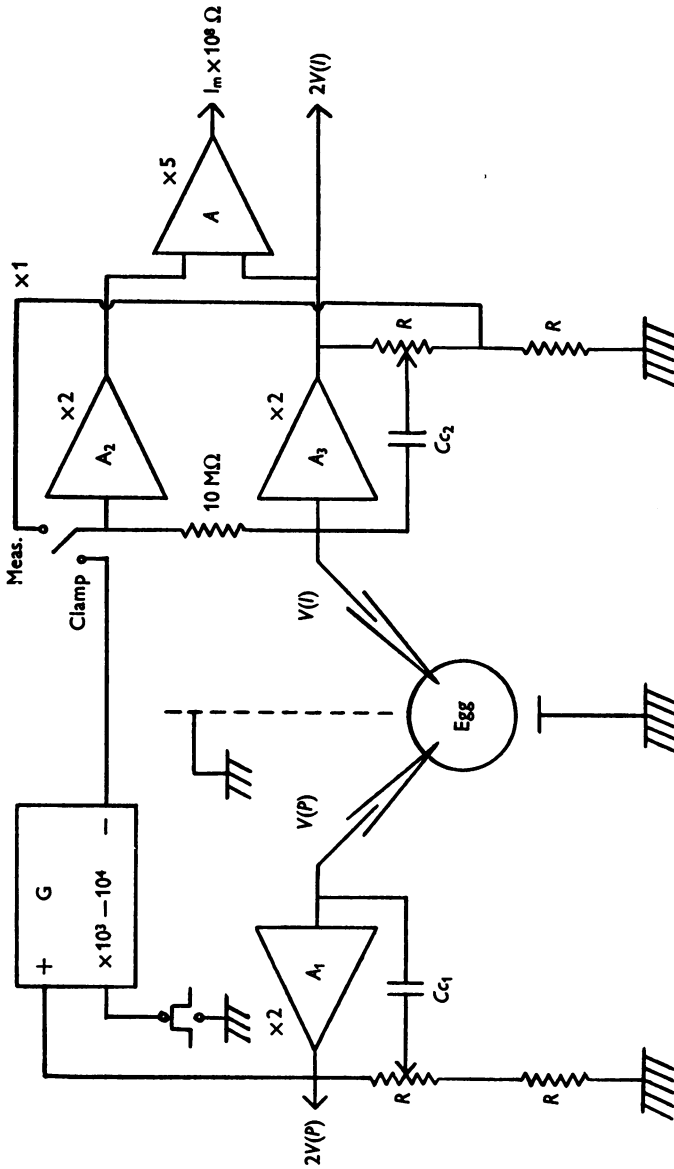 G
+
−
×10³ – 10⁴
Meas.
Clamp
×1
×2
A₂
10 MΩ
×5
A
Iₘ × 10⁸ Ω
×2
A₃
2V(I)
R
Cc₂
R
V(I)
V(P)
Egg
A₁
×2
Cc₁
2V(P)
R
R